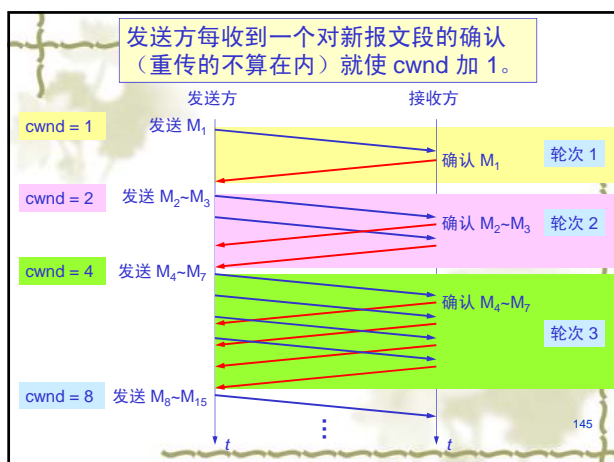 发送方每收到一个对新报文段的确认
（重传的不算在内）就使 cwnd 加 1。
发送方
接收方
cwnd = 1
发送 M1
确认 M1
轮次 1
cwnd = 2
发送 M2~M3
确认 M2~M3
轮次 2
cwnd = 4
发送 M4~M7
确认 M4~M7
轮次 3
cwnd = 8
发送 M8~M15
⋮
t
t
145